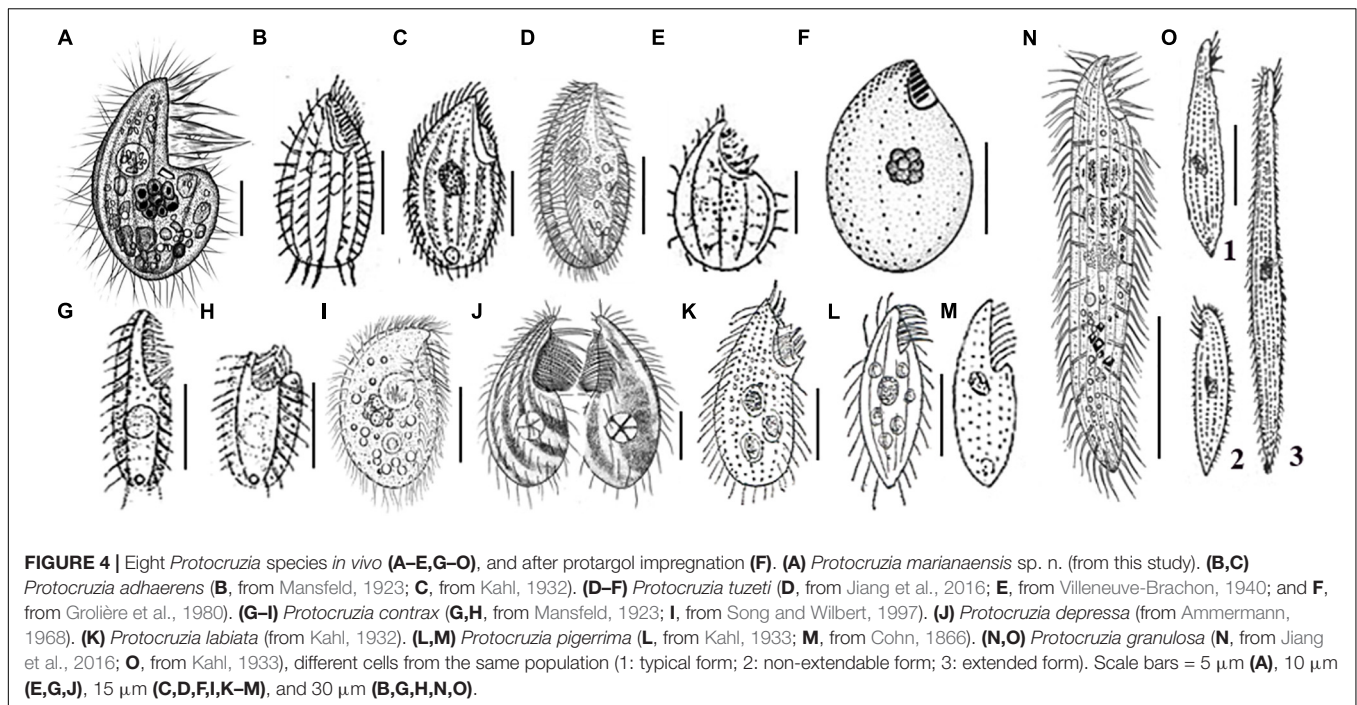 A B C D E F N O
1
G H I J K L M
2 3
FIGURE 4 | Eight Protocruzia species in vivo (A–E,G–O), and after protargol impregnation (F). (A) Protocruzia marianaensis sp. n. (from this study). (B,C)
Protocruzia adhaerens (B, from Mansfeld, 1923; C, from Kahl, 1932). (D–F) Protocruzia tuzeti (D, from Jiang et al., 2016; E, from Villeneuve-Brachon, 1940; and F,
from Grolière et al., 1980). (G–I) Protocruzia contrax (G,H, from Mansfeld, 1923; I, from Song and Wilbert, 1997). (J) Protocruzia depressa (from Ammermann,
1968). (K) Protocruzia labiata (from Kahl, 1932). (L,M) Protocruzia pigerrima (L, from Kahl, 1933; M, from Cohn, 1866). (N,O) Protocruzia granulosa (N, from Jiang
et al., 2016; O, from Kahl, 1933), different cells from the same population (1: typical form; 2: non-extendable form; 3: extended form). Scale bars = 5 μm (A), 10 μm
(E,G,J), 15 μm (C,D,F,I,K–M), and 30 μm (B,G,H,N,O).